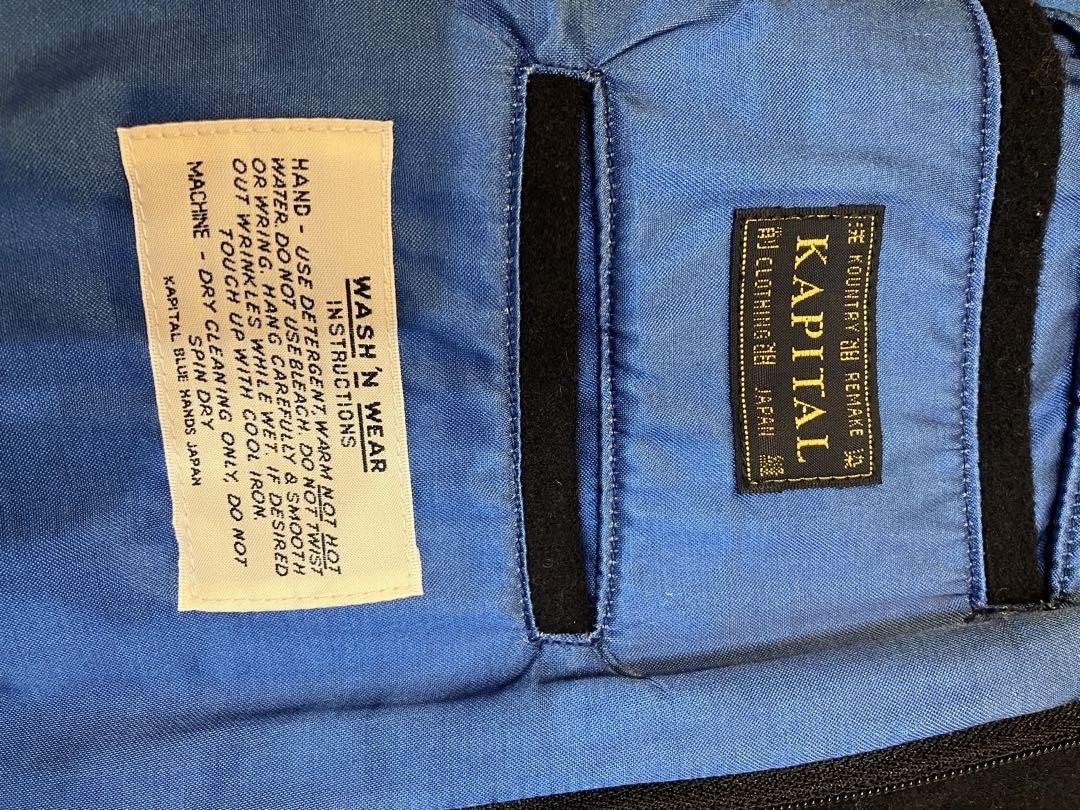 WASH 'N WEAR
INSTRUCTIONS
HAND - USE DETERGENT, WARM NOT HOT
WATER. DO NOT USE BLEACH. DO NOT TWIST
OR WRING. HANG CAREFULLY & SMOOTH
OUT WRINKLES WHILE WET. IF DESIRED
TOUCH UP WITH COOL IRON.
MACHINE - DRY CLEANING ONLY, DO NOT
SPIN DRY
KAPITAL BLUE HANDS JAPAN
KOUNTRY REMAKE
KAPITAL
CLOTHING JAPAN